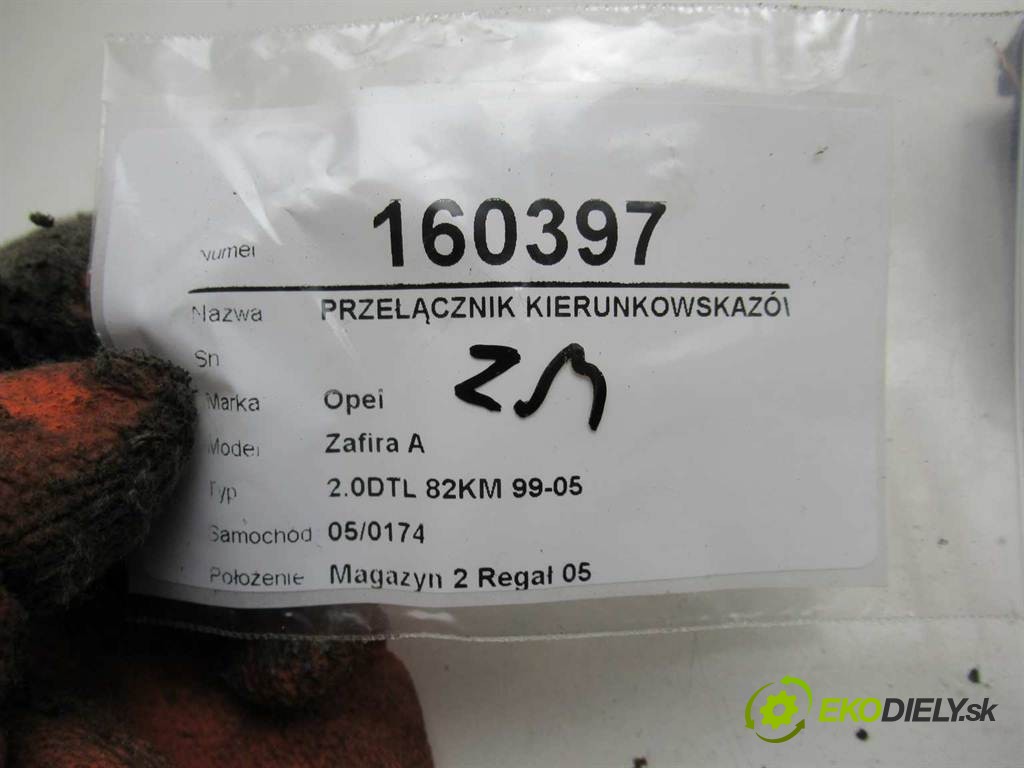 Numer 160397
Nazwa PRZEŁĄCZNIK KIERUNKOWSKAZÓ
Sn
Marka Opel
Model Zafira A
Typ 2.0DTL 82KM 99-05
Samochód 05/0174
Położenie Magazyn 2 Regał 05
EKODIELY.sk